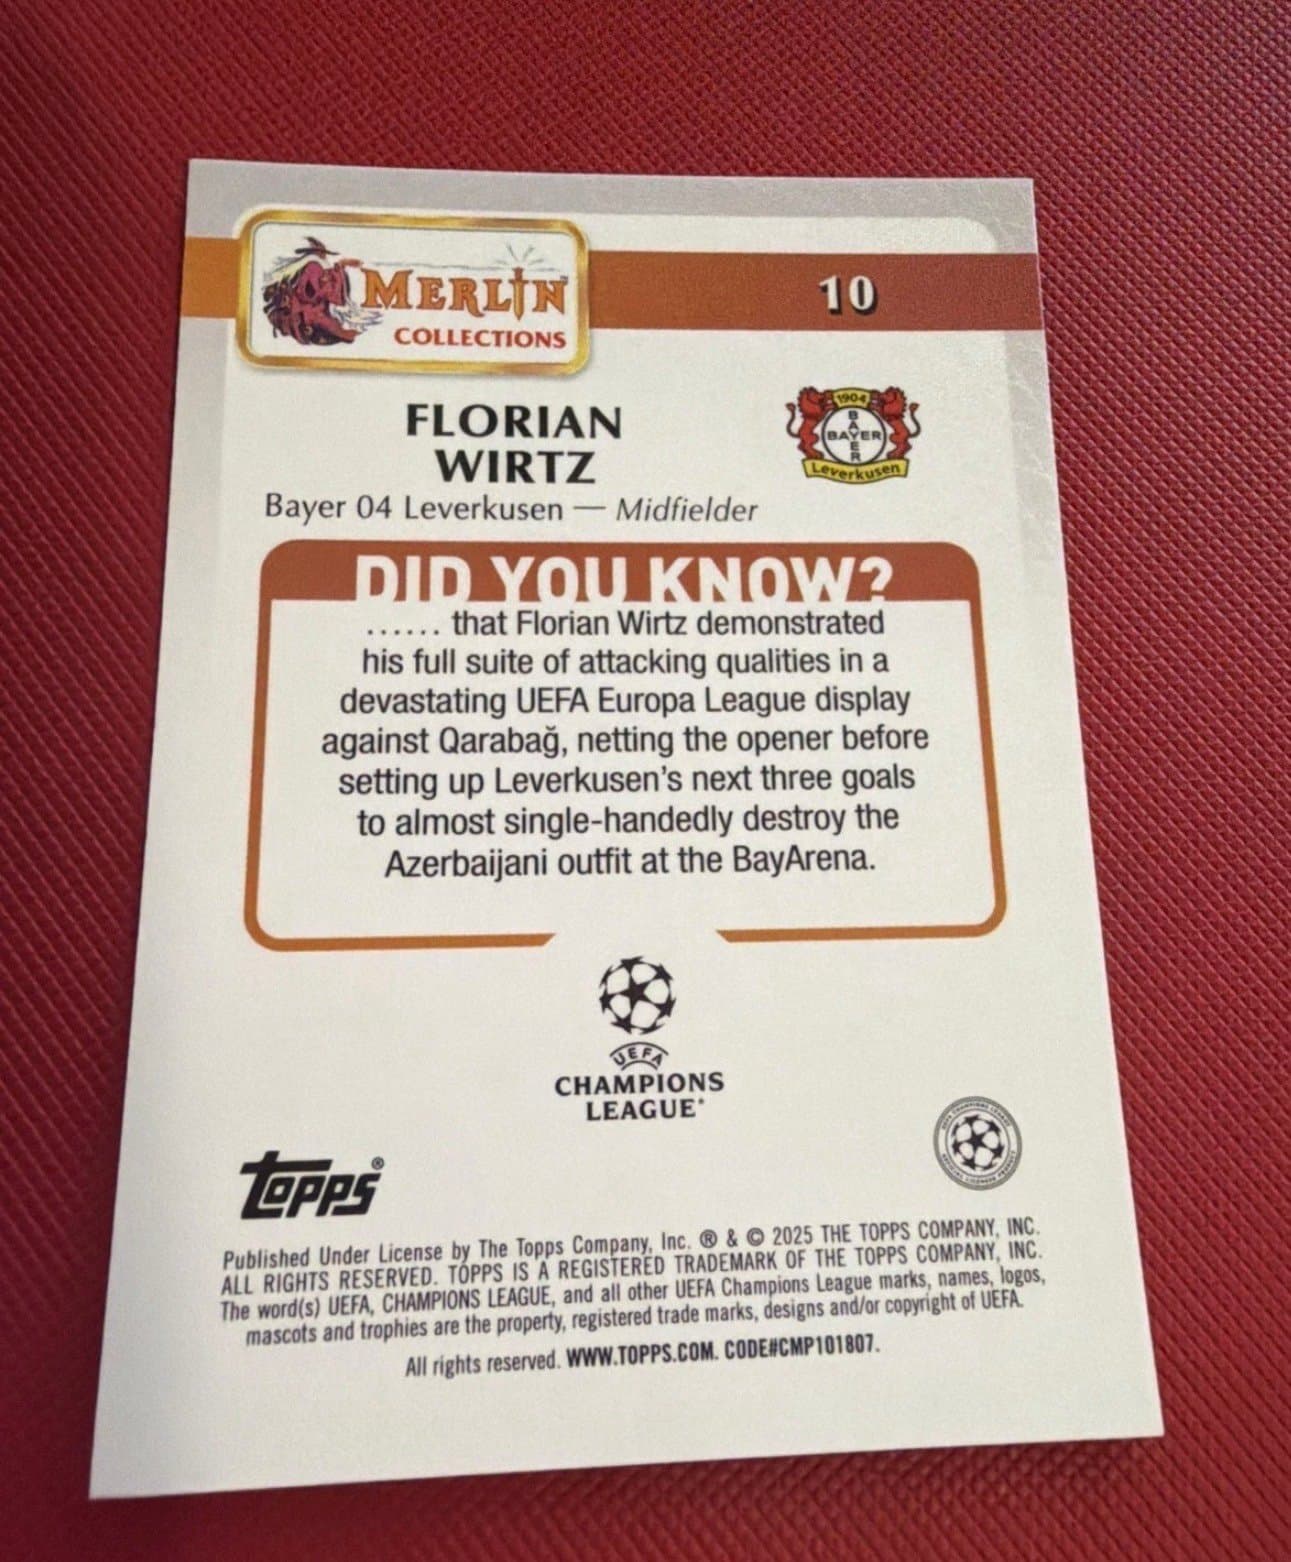 MERLIN
COLLECTIONS
10
FLORIAN
WIRTZ
1904
BAYER
BAYER
Leverkusen
Bayer 04 Leverkusen — Midfielder
DID YOU KNOW?
...... that Florian Wirtz demonstrated
his full suite of attacking qualities in a
devastating UEFA Europa League display
against Qarabağ, netting the opener before
setting up Leverkusen's next three goals
to almost single-handedly destroy the
Azerbaijani outfit at the BayArena.
UEFA
CHAMPIONS
LEAGUE®
topps®
Published Under License by The Topps Company, Inc. ® & © 2025 THE TOPPS COMPANY, INC.
ALL RIGHTS RESERVED. TOPPS IS A REGISTERED TRADEMARK OF THE TOPPS COMPANY, INC.
The word(s) UEFA, CHAMPIONS LEAGUE, and all other UEFA Champions League marks, names, logos,
mascots and trophies are the property, registered trade marks, designs and/or copyright of UEFA.
All rights reserved. WWW.TOPPS.COM. CODE#CMP101807.